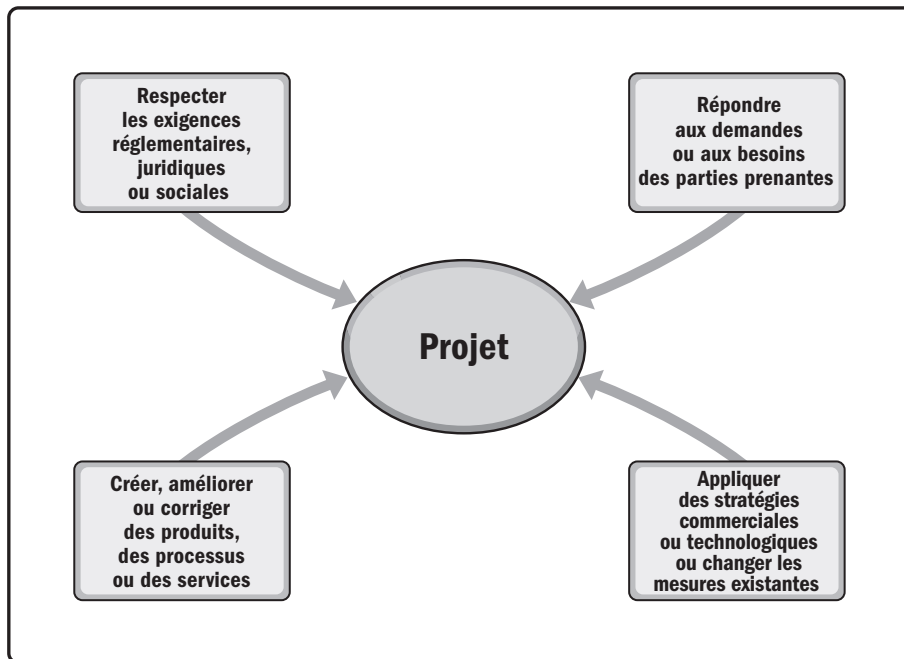 Respecter
les exigences
réglementaires,
juridiques
ou sociales
Répondre
aux demandes
ou aux besoins
des parties prenantes
Projet
Créer, améliorer
ou corriger
des produits,
des processus
ou des services
Appliquer
des stratégies
commerciales
ou technologiques
ou changer les
mesures existantes